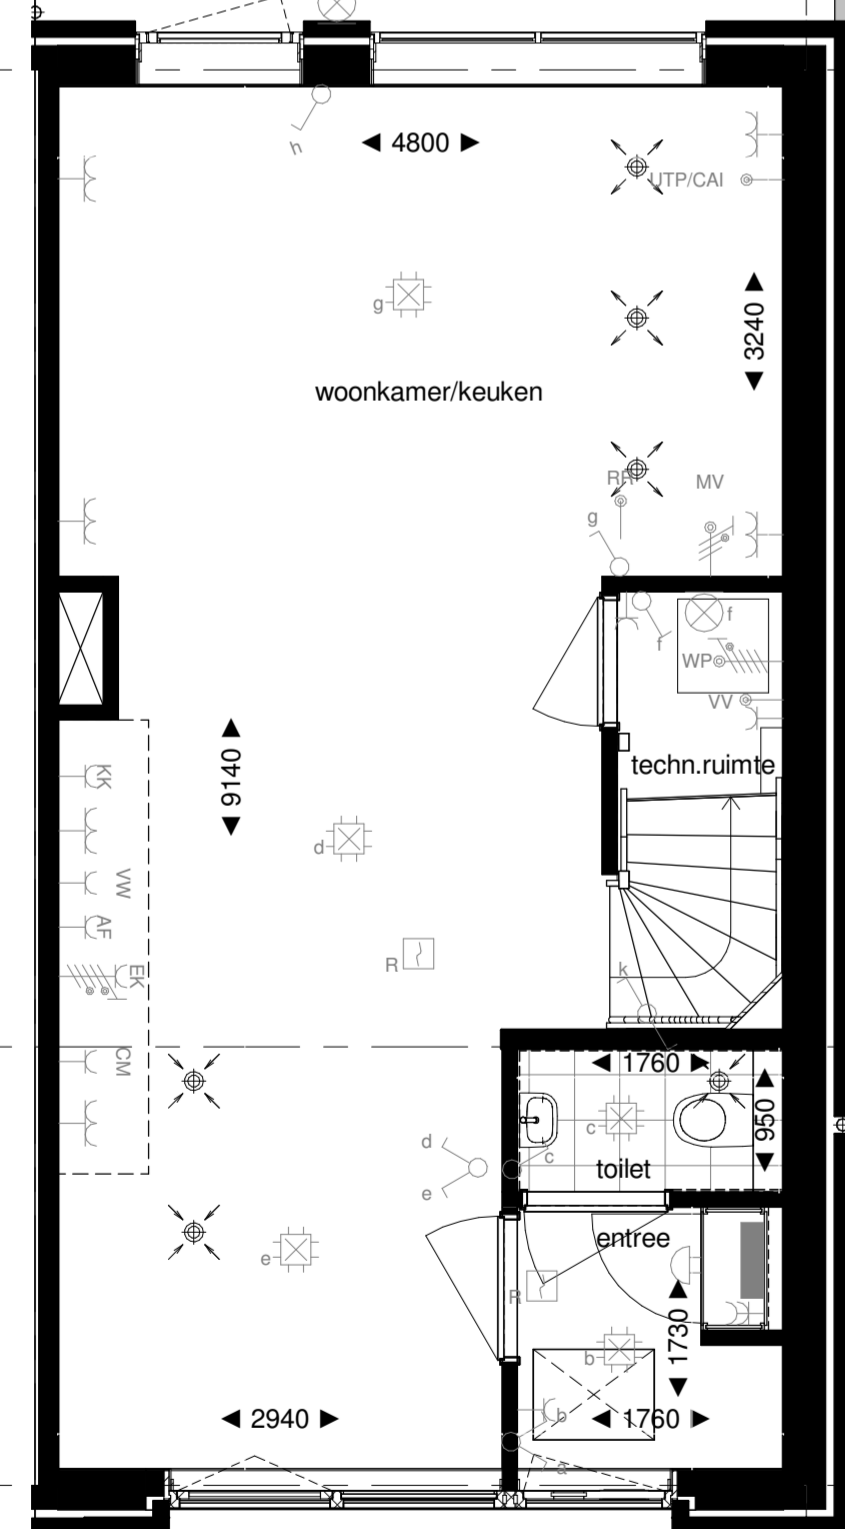 h
4800
UTP/CAI
g
3240
woonkamer/keuken
RR
MV
g
f
f
WP
VV
techn.ruimte
KK
9140
d
VW
AF
R
EK
k
CM
1760
950
c
d
c
e
toilet
entree
e
R
1730
b
2940
b
1760
a